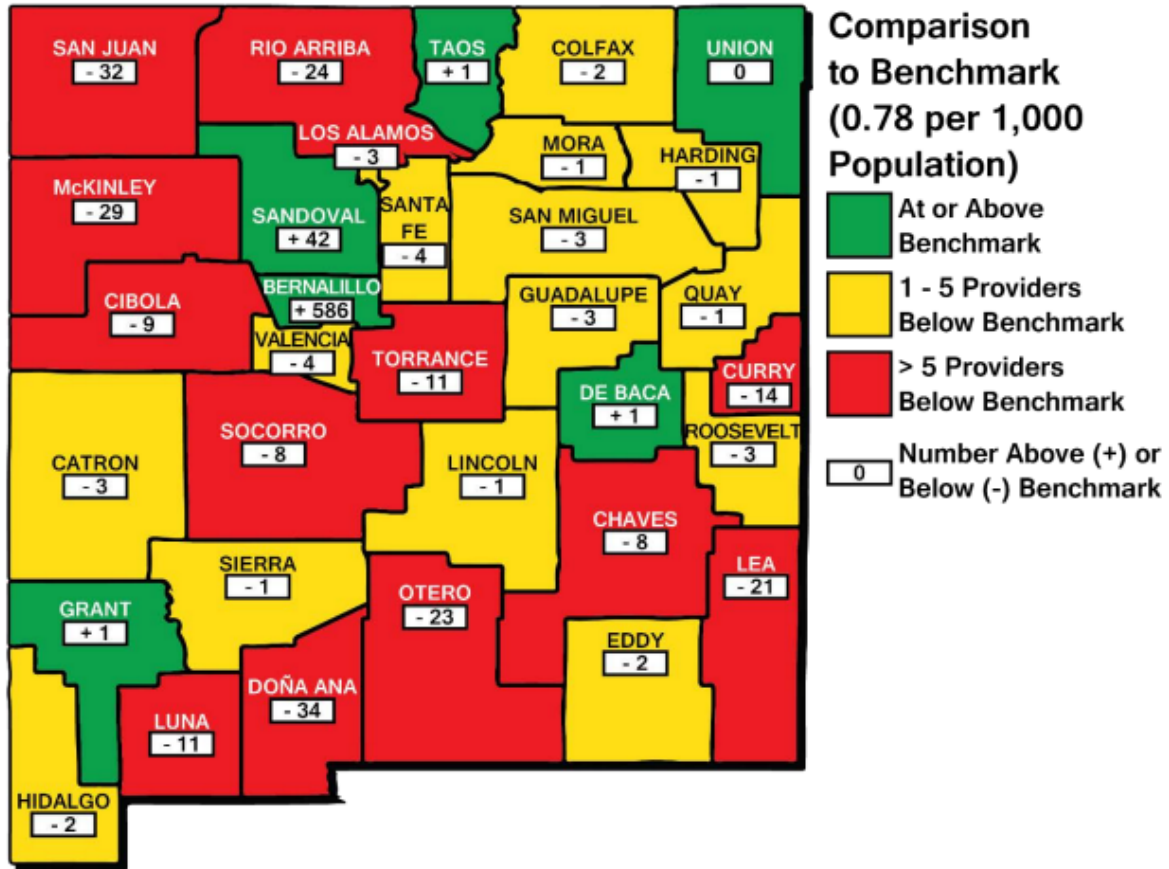 SAN JUAN
- 32
RIO ARRIBA
- 24
TAOS
+ 1
COLFAX
- 2
UNION
0
LOS ALAMOS
- 3
MORA
- 1
HARDING
- 1
McKINLEY
- 29
SANDOVAL
+ 42
SANTA
FE
- 4
SAN MIGUEL
- 3
CIBOLA
- 9
BERNALILLO
+ 586
GUADALUPE
- 3
QUAY
- 1
VALENCIA
- 4
TORRANCE
- 11
CURRY
- 14
DE BACA
+ 1
SOCORRO
- 8
ROOSEVELT
- 3
CATRON
- 3
LINCOLN
- 1
CHAVES
- 8
SIERRA
- 1
LEA
- 21
GRANT
+ 1
OTERO
- 23
EDDY
- 2
DOÑA ANA
- 34
LUNA
- 11
HIDALGO
- 2
Comparison
to Benchmark
(0.78 per 1,000
Population)
At or Above
Benchmark
1 - 5 Providers
Below Benchmark
> 5 Providers
Below Benchmark
0
Number Above (+) or
Below (-) Benchmark